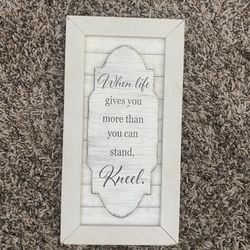 When life
gives you
more than
you can
stand,
Kneel.